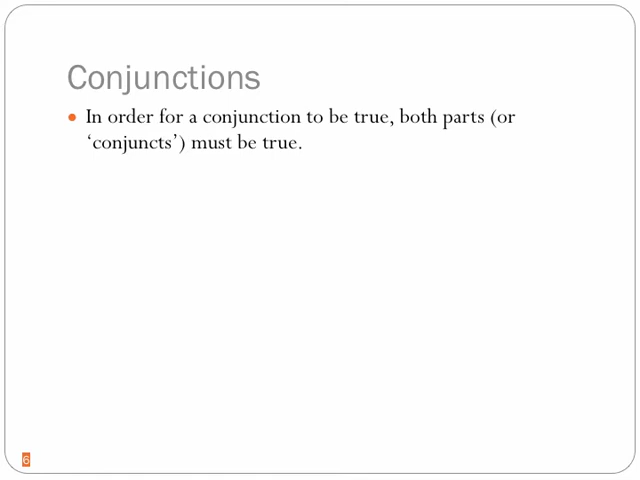 Conjunctions
• In order for a conjunction to be true, both parts (or
‘conjuncts’) must be true.
6